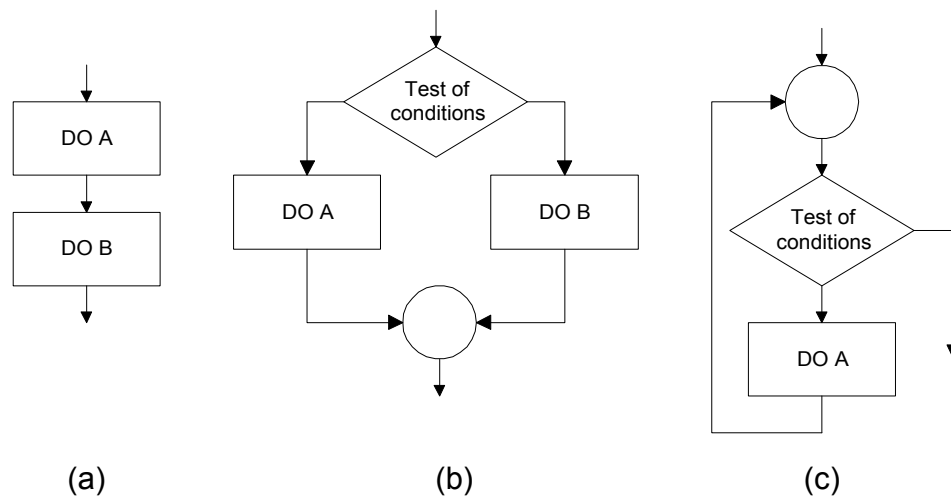 DO A
DO B
(a)
Test of
conditions
DO A
DO B
(b)
Test of
conditions
DO A
(c)